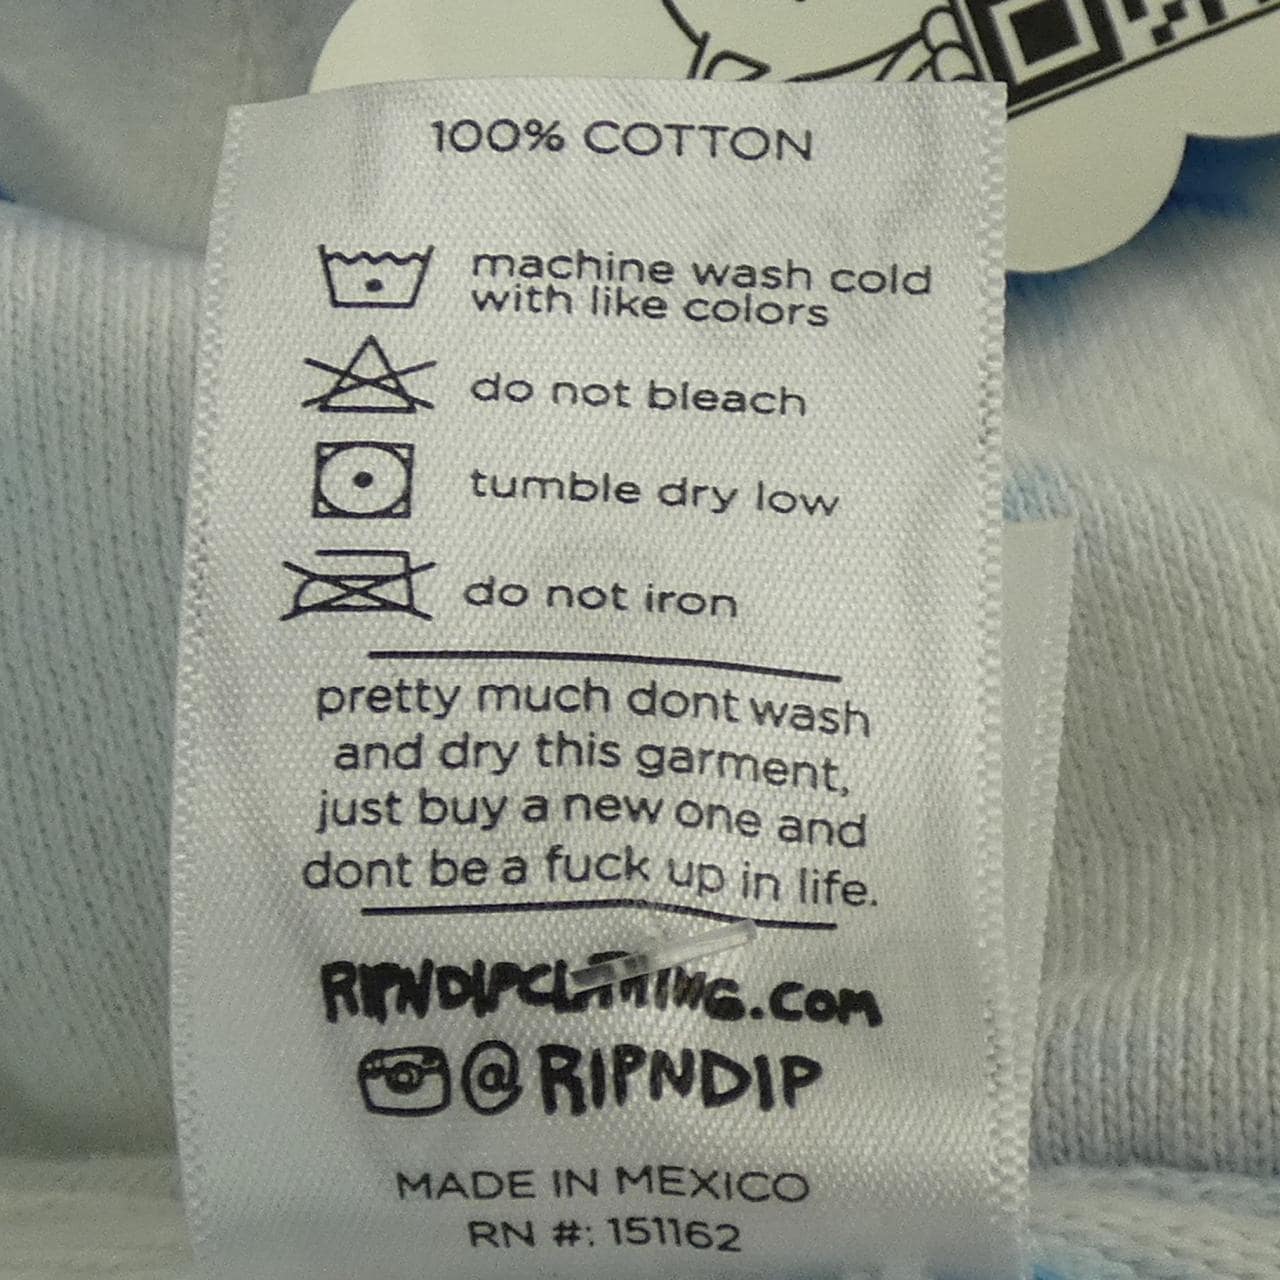 100% COTTON
machine wash cold
with like colors
do not bleach
tumble dry low
do not iron
pretty much dont wash
and dry this garment,
just buy a new one and
dont be a fuck up in life.
RIPNDIPCLOTHING.COM
@RIPNDIP
MADE IN MEXICO
RN #: 151162